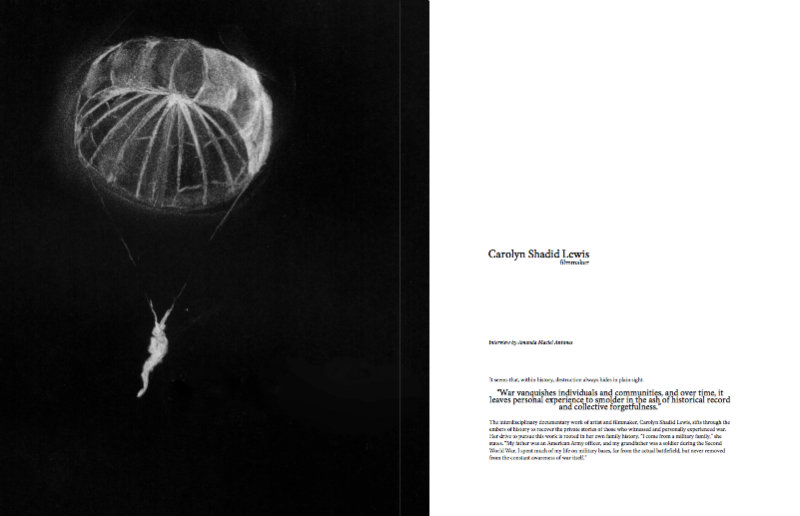 Carolyn Shadid Lewis
filmmaker
Interview by Amanda Maciel Antunes
It seems that, within history, destruction always hides in plain sight.
"War vanquishes individuals and communities, and over time, it
leaves personal experience to smolder in the ash of historical record
and collective forgetfulness."
The interdisciplinary documentary work of artist and filmmaker, Carolyn Shadid Lewis, sifts through the
embers of history to recover the private stories of those who witnessed and personally experienced war.
Her drive to pursue this work is rooted in her own family history. "I come from a military family," she
muses. "My father was an American Army officer, and my grandfather was a soldier during the Second
World War. I spent much of my life on military bases, far from the actual battlefield, but never removed
from the constant awareness of war itself."